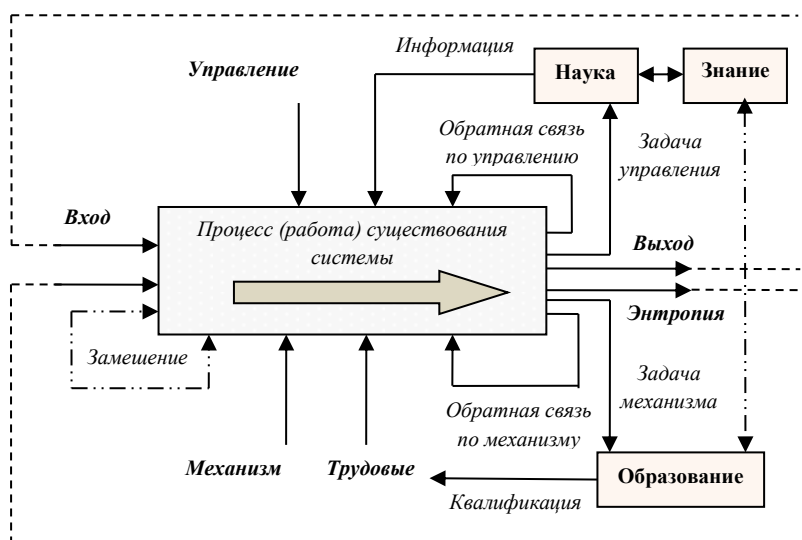 Информация
Управление
Наука
Знание
Обратная связь
по управлению
Задача
управления
Вход
Процесс (работа) существования
системы
Выход
Энтропия
Замешение
Задача
механизма
Обратная связь
по механизму
Механизм
Трудовые
Образование
Квалификация